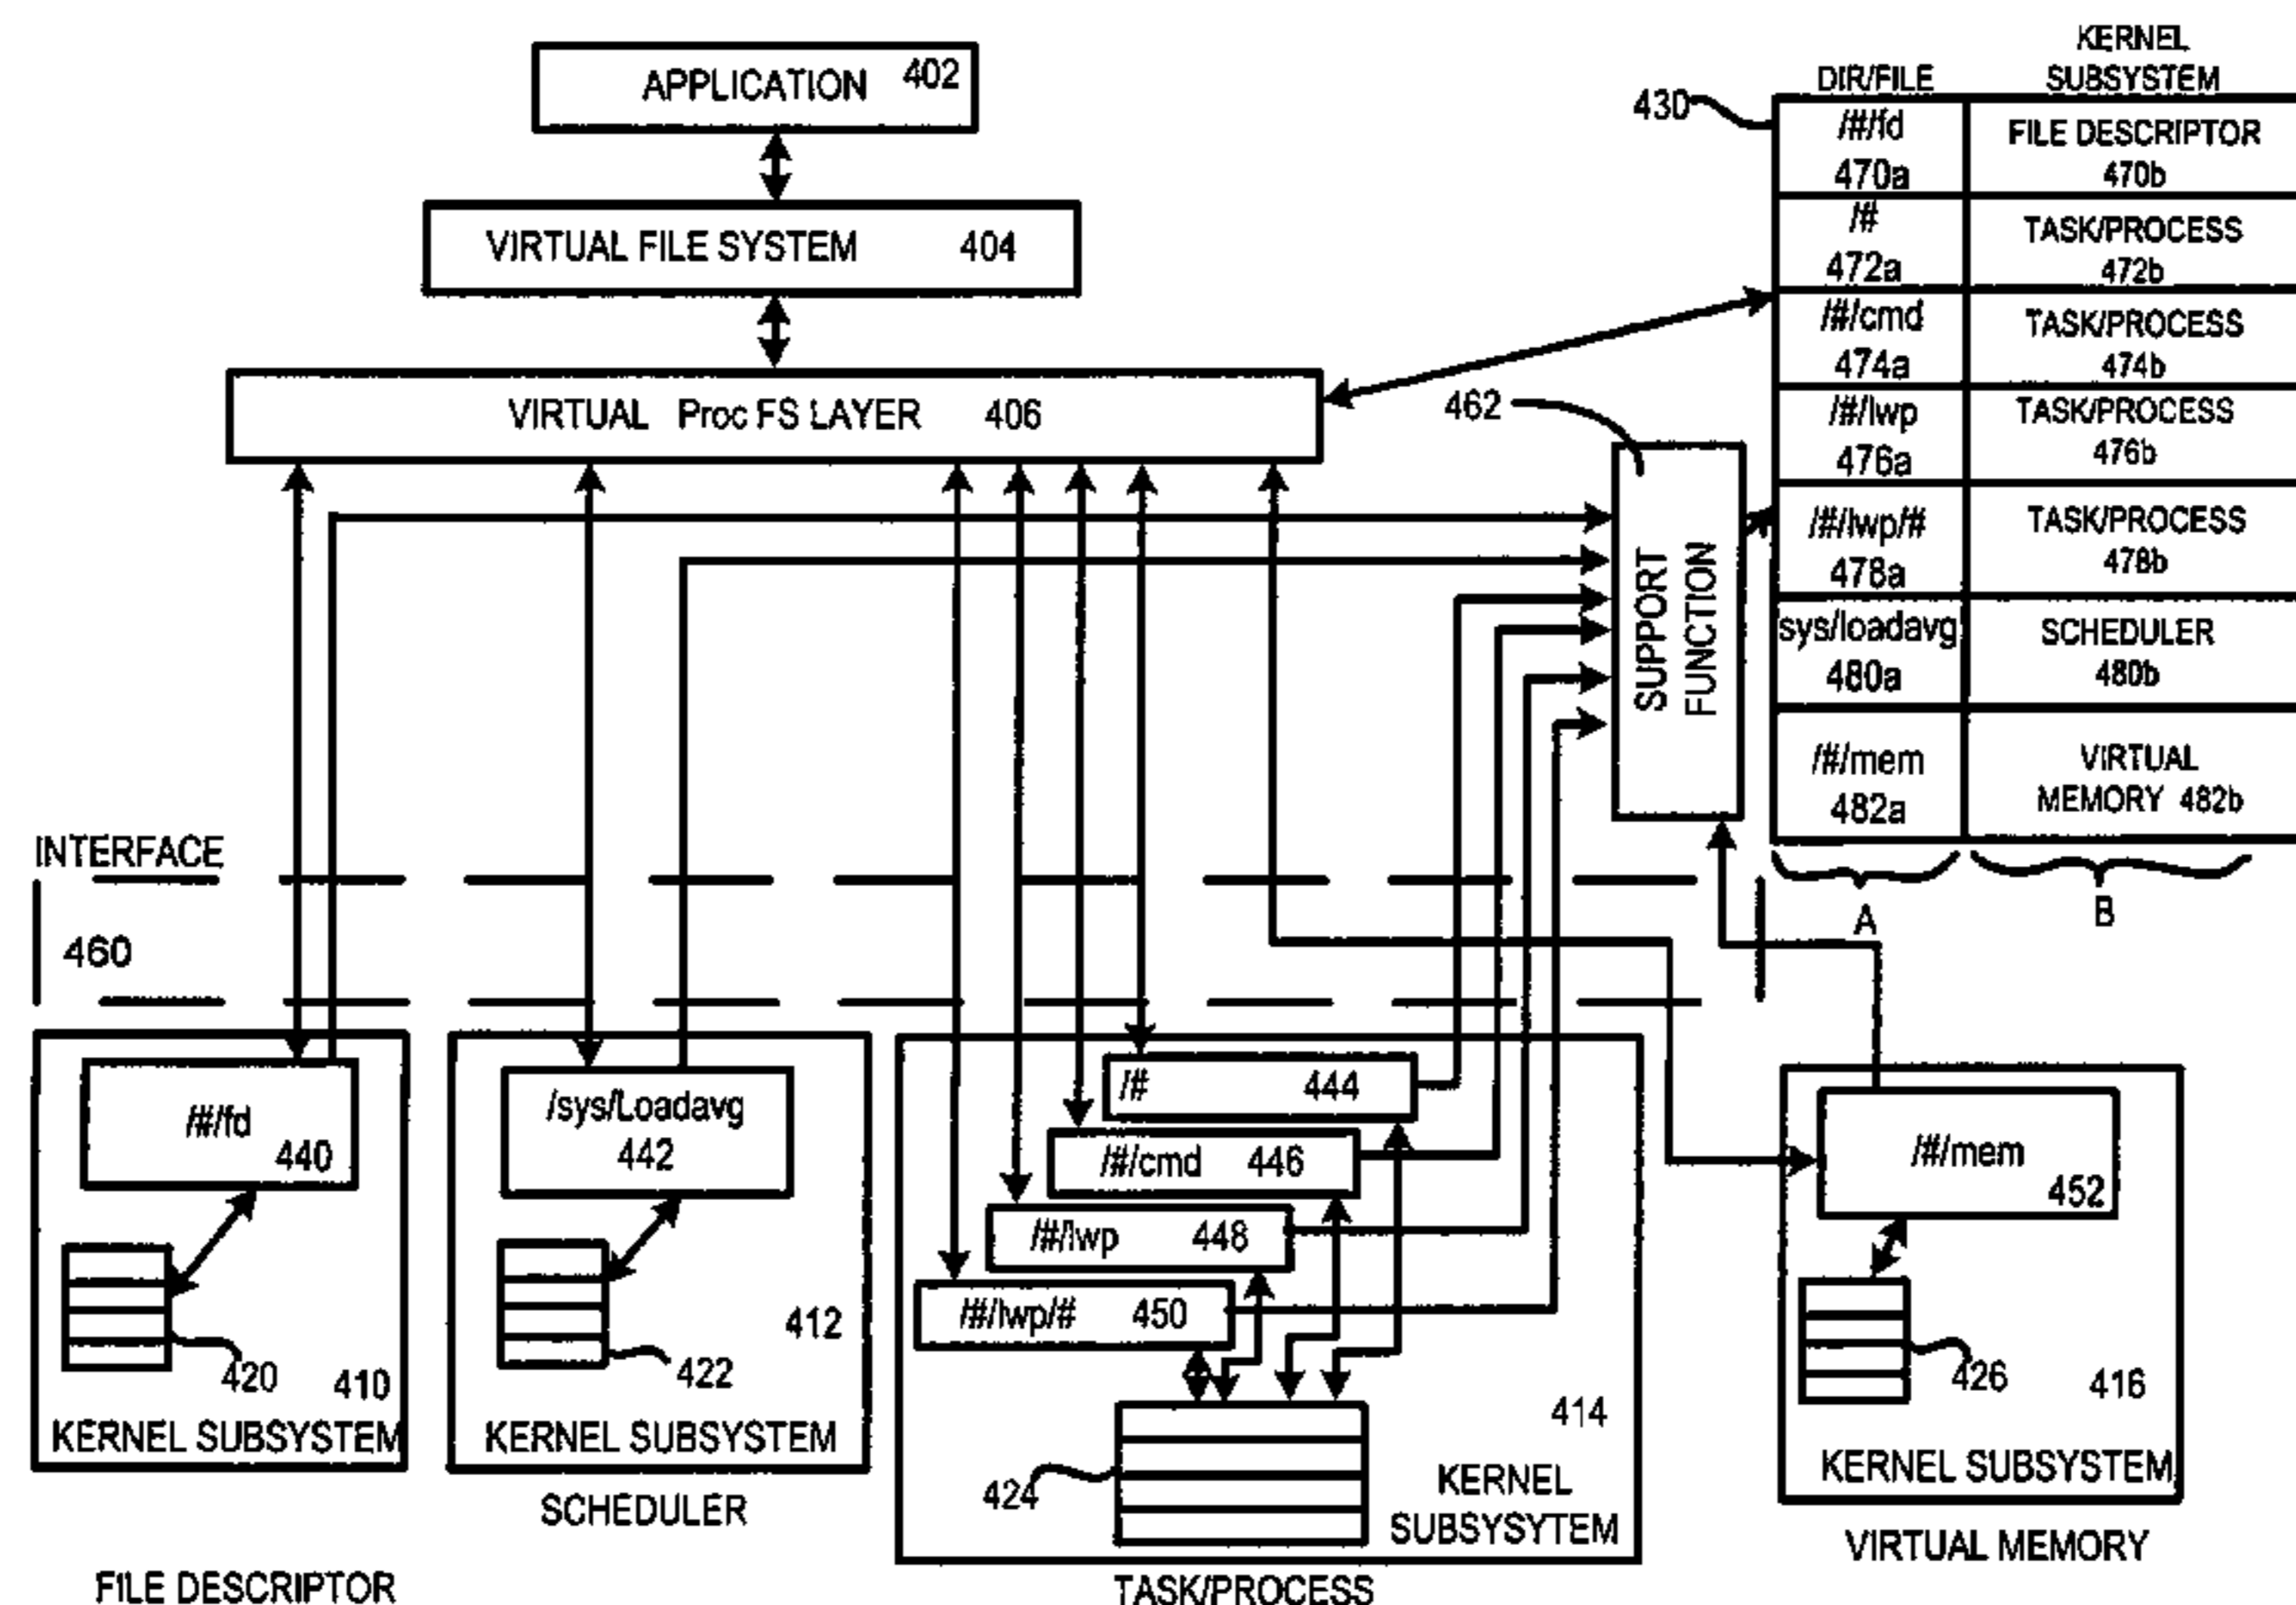 APPLICATION 402
VIRTUAL FILE SYSTEM 404
VIRTUAL Proc FS LAYER 406
462
SUPPORT
FUNCTION
430
DIR/FILE
KERNEL
SUBSYSTEM
/#/fd
470a
FILE DESCRIPTOR
470b
/#
472a
TASK/PROCESS
472b
/#/cmd
474a
TASK/PROCESS
474b
/#/lwp
476a
TASK/PROCESS
476b
/#/lwp/#
478a
TASK/PROCESS
478b
sys/loadavg
480a
SCHEDULER
480b
/#/mem
482a
VIRTUAL
MEMORY 482b
A
B
INTERFACE
460
/#/fd
440
420
410
KERNEL SUBSYSTEM
FILE DESCRIPTOR
/sys/Loadavg
442
412
422
KERNEL SUBSYSTEM
SCHEDULER
/# 444
/#/cmd 446
/#/lwp 448
/#/lwp/# 450
414
424
KERNEL
SUBSYSYTEM
TASK/PROCESS
/#/mem
452
426
416
KERNEL SUBSYSTEM
VIRTUAL MEMORY